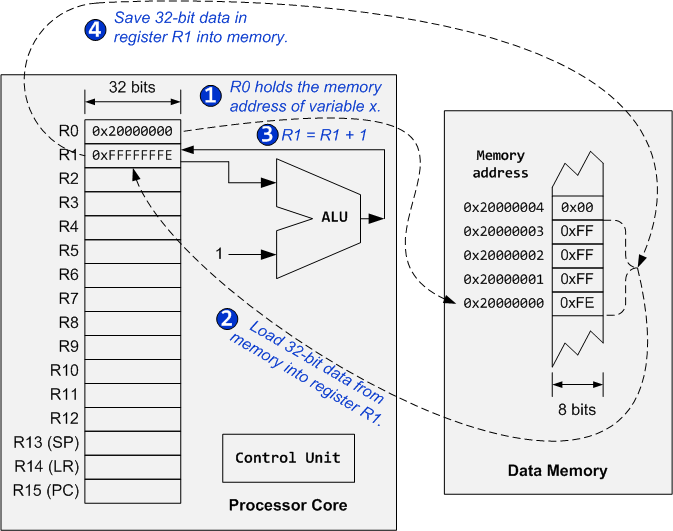 4 Save 32-bit data in
register R1 into memory.
32 bits
1 R0 holds the memory
address of variable x.
R0 0x20000000
3 R1 = R1 + 1
R1 0xFFFFFFFE
R2
R3
R4
R5
R6
R7
R8
R9
R10
R11
R12
R13 (SP)
R14 (LR)
R15 (PC)
ALU
1
2 Load 32-bit data from
memory into register R1.
Control Unit
Processor Core
Memory
address
0x20000004 0x00
0x20000003 0xFF
0x20000002 0xFF
0x20000001 0xFF
0x20000000 0xFE
8 bits
Data Memory